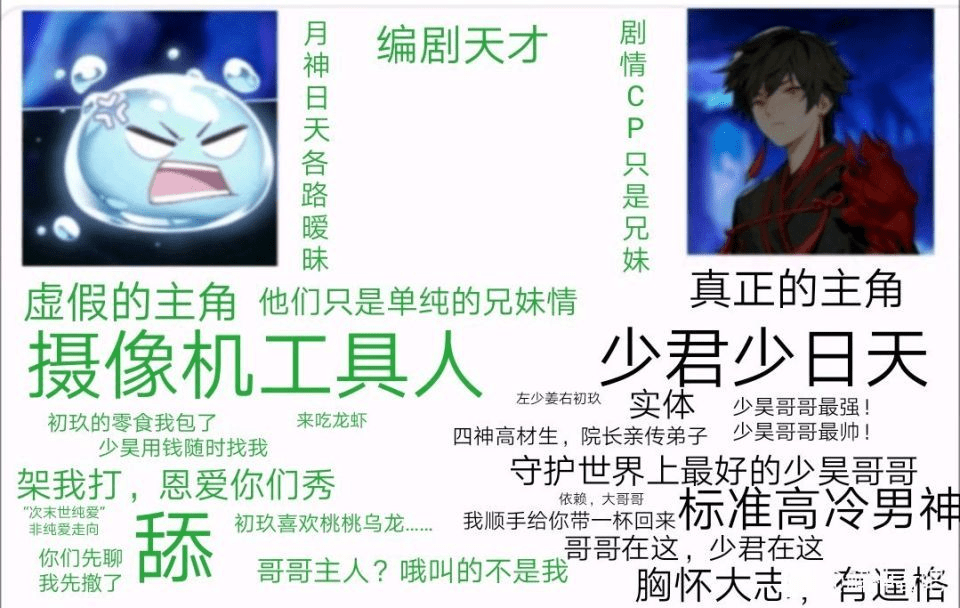 月神日天各路暧昧
编剧天才
剧情CP只是兄妹
虚假的主角
他们只是单纯的兄妹情
真正的主角
摄像机工具人
少君少日天
初玖的零食我包了
来吃龙虾
少昊用钱随时找我
左少姜右初玖
实体
少昊哥哥最强！
四神高材生，院长亲传弟子
少昊哥哥最帅！
架我打，恩爱你们秀
守护世界上最好的少昊哥哥
“次末世纯爱”
非纯爱走向
舔
初玖喜欢桃桃乌龙……
依赖，大哥哥
我顺手给你带一杯回来
标准高冷男神
你们先聊
我先撤了
哥哥主人？哦叫的不是我
哥哥在这，少君在这
胸怀大志，有逼格